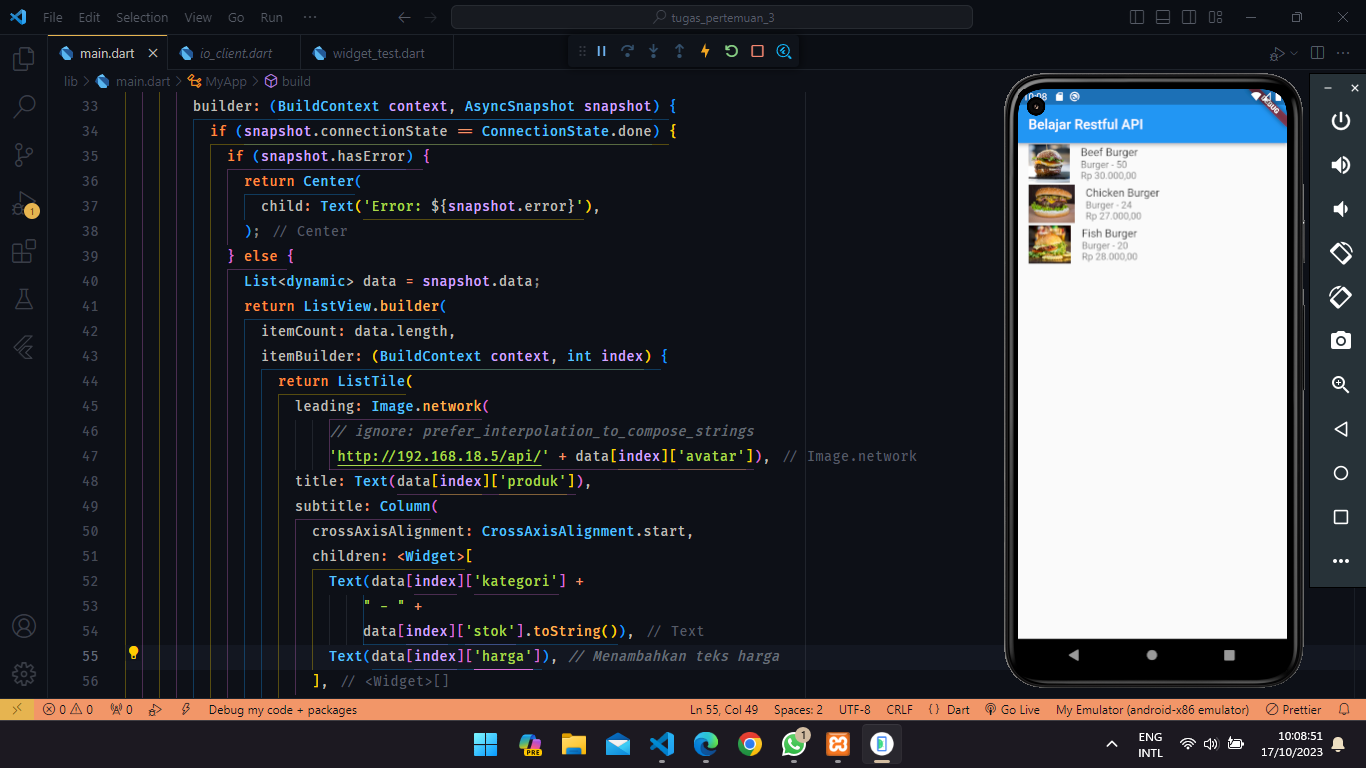 File Edit Selection View Go Run ···
tugas_pertemuan_3
main.dart
io_client.dart
widget_test.dart
lib > main.dart > MyApp > build
33 builder: (BuildContext context, AsyncSnapshot snapshot) {
34 if (snapshot.connectionState == ConnectionState.done) {
35 if (snapshot.hasError) {
36 return Center(
37 child: Text('Error: ${snapshot.error}'),
38 ); // Center
39 } else {
40 List<dynamic> data = snapshot.data;
41 return ListView.builder(
42 itemCount: data.length,
43 itemBuilder: (BuildContext context, int index) {
44 return ListTile(
45 leading: Image.network(
46 // ignore: prefer_interpolation_to_compose_strings
47 'http://192.168.18.5/api/' + data[index]['avatar']), // Image.network
48 title: Text(data[index]['produk']),
49 subtitle: Column(
50 crossAxisAlignment: CrossAxisAlignment.start,
51 children: <Widget>[
52 Text(data[index]['kategori'] +
53 " - " +
54 data[index]['stok'].toString()), // Text
55 Text(data[index]['harga']), // Menambahkan teks harga
56 ], // <Widget>[]
10:08
DEBUG
Belajar Restful API
Beef Burger
Burger - 50
Rp 30.000,00
Chicken Burger
Burger - 24
Rp 27.000,00
Fish Burger
Burger - 20
Rp 28.000,00
1
0 0 0 Debug my code + packages Ln 55, Col 49 Spaces: 2 UTF-8 CRLF {} Dart Go Live My Emulator (android-x86 emulator) Prettier
PRE
1
ENG
INTL
10:08:51
17/10/2023